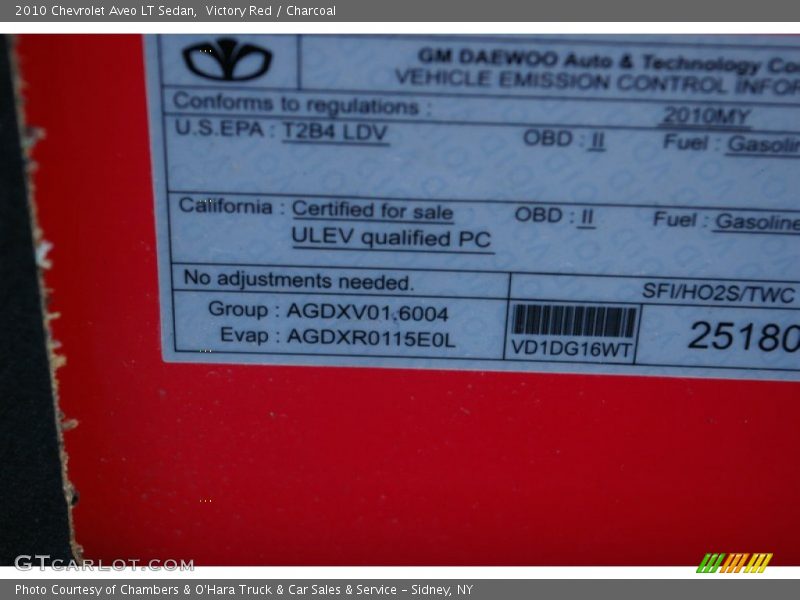 2010 Chevrolet Aveo LT Sedan, Victory Red / Charcoal
GM DAEWOO Auto & Technology
VEHICLE EMISSION CONTROL
Conforms to regulations : 2010MY
U.S.EPA : T2B4 LDV OBD : II Fuel :
California : Certified for sale OBD : II Fuel : Gasoline
ULEV qualified PC
No adjustments needed. SFI/HO2S/TWC
Group : AGDXV01.6004
Evap : AGDXR0115E0L
VD1DG16WT
25180
GTCARLOT.COM
Photo Courtesy of Chambers & O'Hara Truck & Car Sales & Service - Sidney, NY